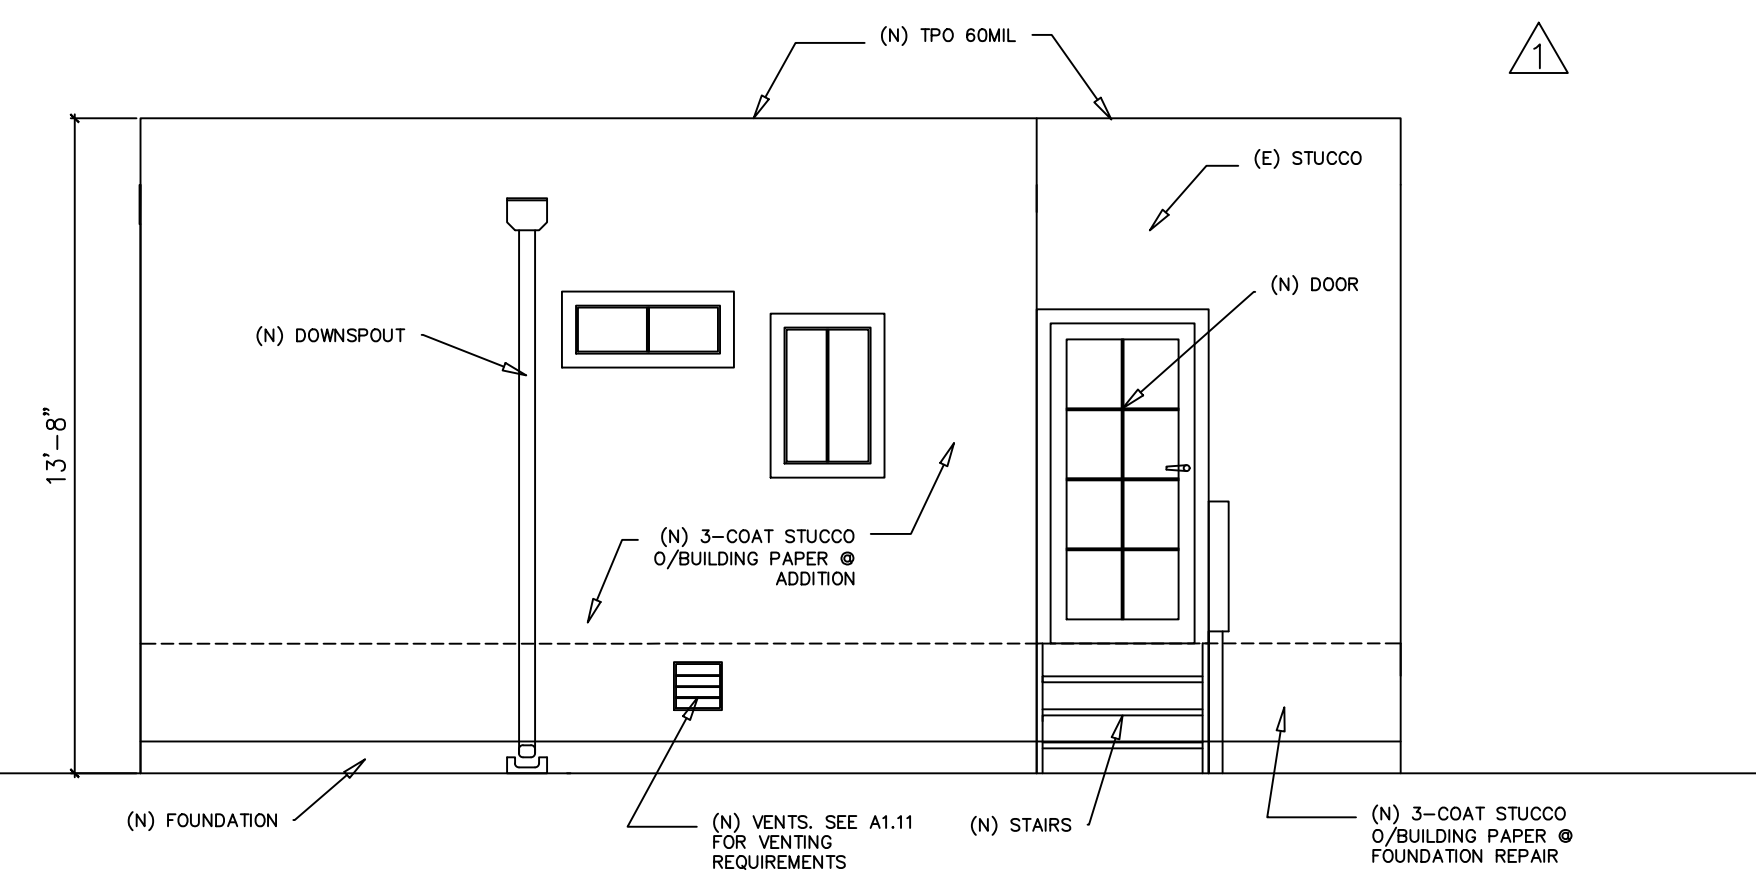 (N) TPO 60MIL
1
(E) STUCCO
(N) DOOR
(N) DOWNSPOUT
13'-8"
(N) 3-COAT STUCCO
O/BUILDING PAPER @
ADDITION
(N) FOUNDATION
(N) VENTS. SEE A1.11
FOR VENTING
REQUIREMENTS
(N) STAIRS
(N) 3-COAT STUCCO
O/BUILDING PAPER @
FOUNDATION REPAIR